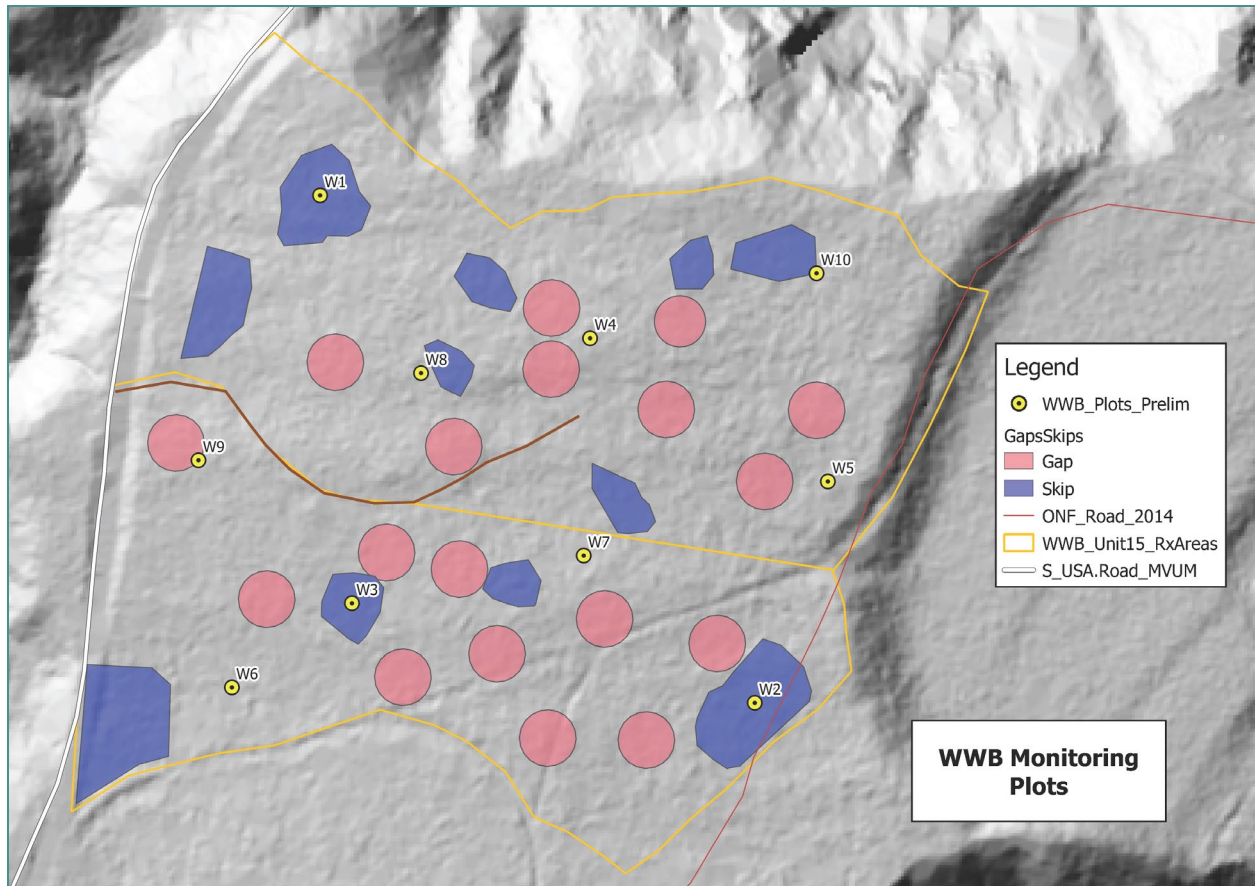 W1
W10
W4
W8
W9
W5
W7
W3
W6
W2
Legend
WWB_Plots_Prelim
GapsSkips
Gap
Skip
ONF_Road_2014
WWB_Unit15_RxAreas
S_USA.Road_MVUM
WWB Monitoring
Plots